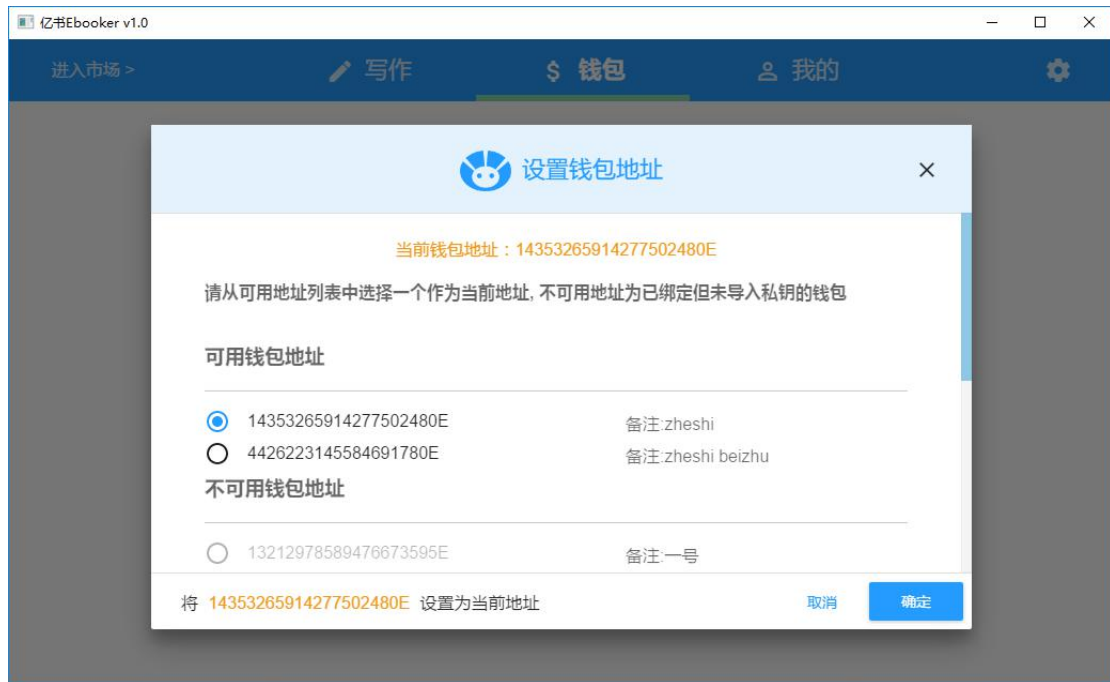 亿书Ebooker v1.0
进入市场 >
写作
钱包
我的
设置钱包地址
当前钱包地址：14353265914277502480E
请从可用地址列表中选择一个作为当前地址, 不可用地址为已绑定但未导入私钥的钱包
可用钱包地址
14353265914277502480E 备注:zheshi
4426223145584691780E 备注:zheshi beizhu
不可用钱包地址
13212978589476673595E 备注:一号
将 14353265914277502480E 设置为当前地址 取消 确定